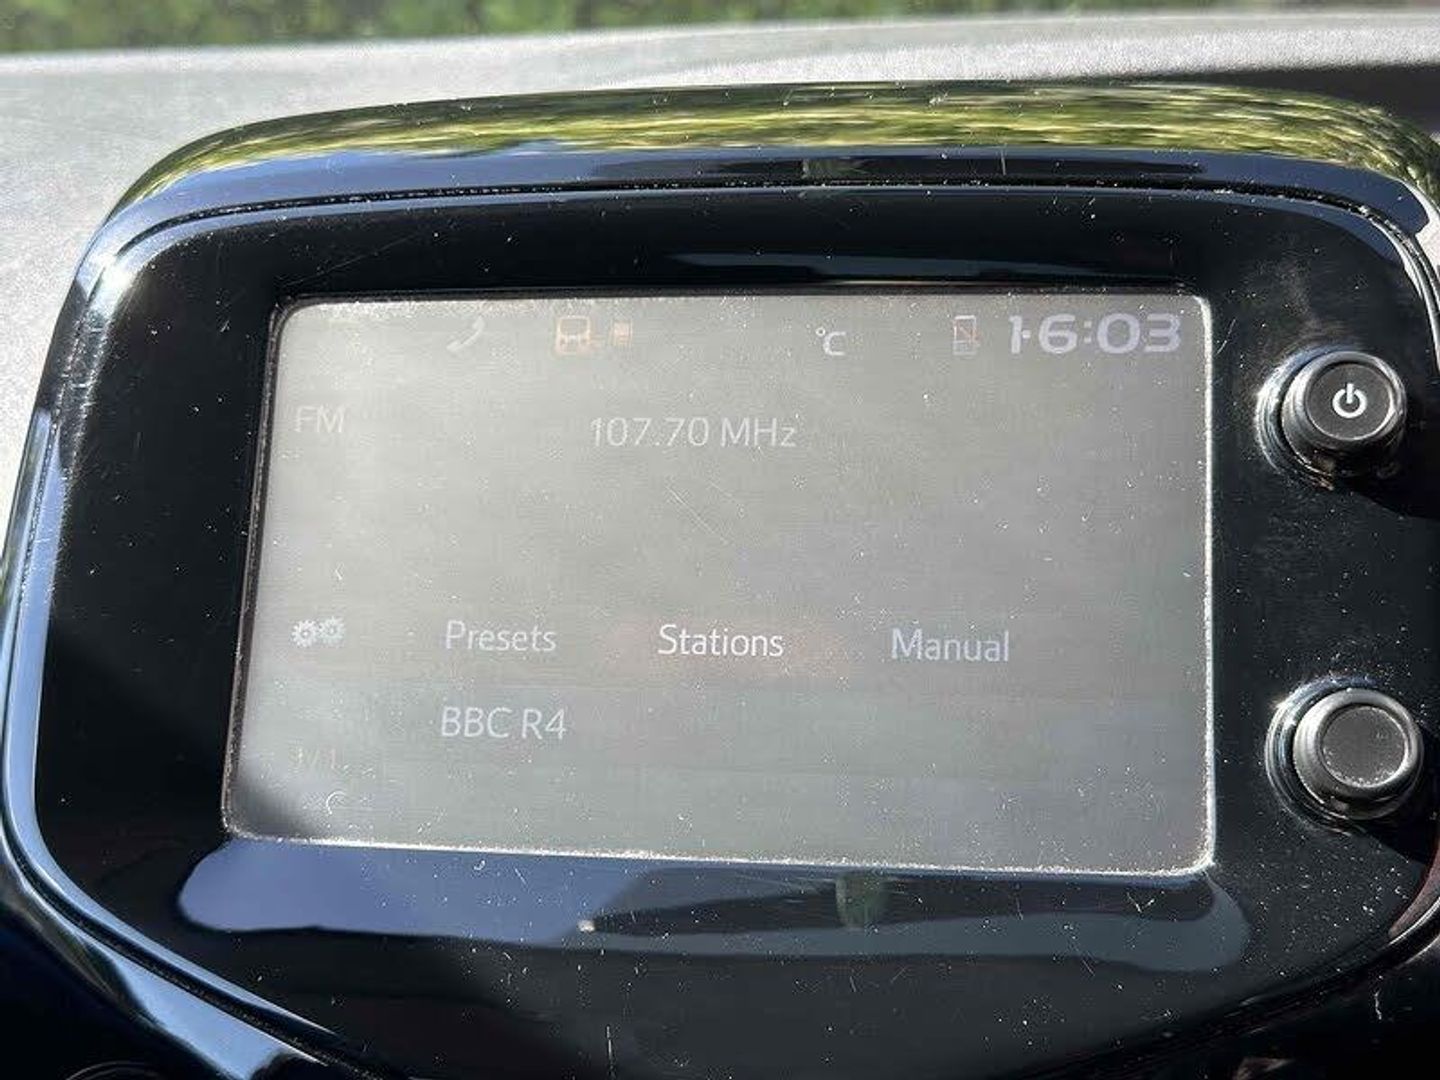 ℃ 16:03
FM 107.70 MHz
Presets Stations Manual
BBC R4